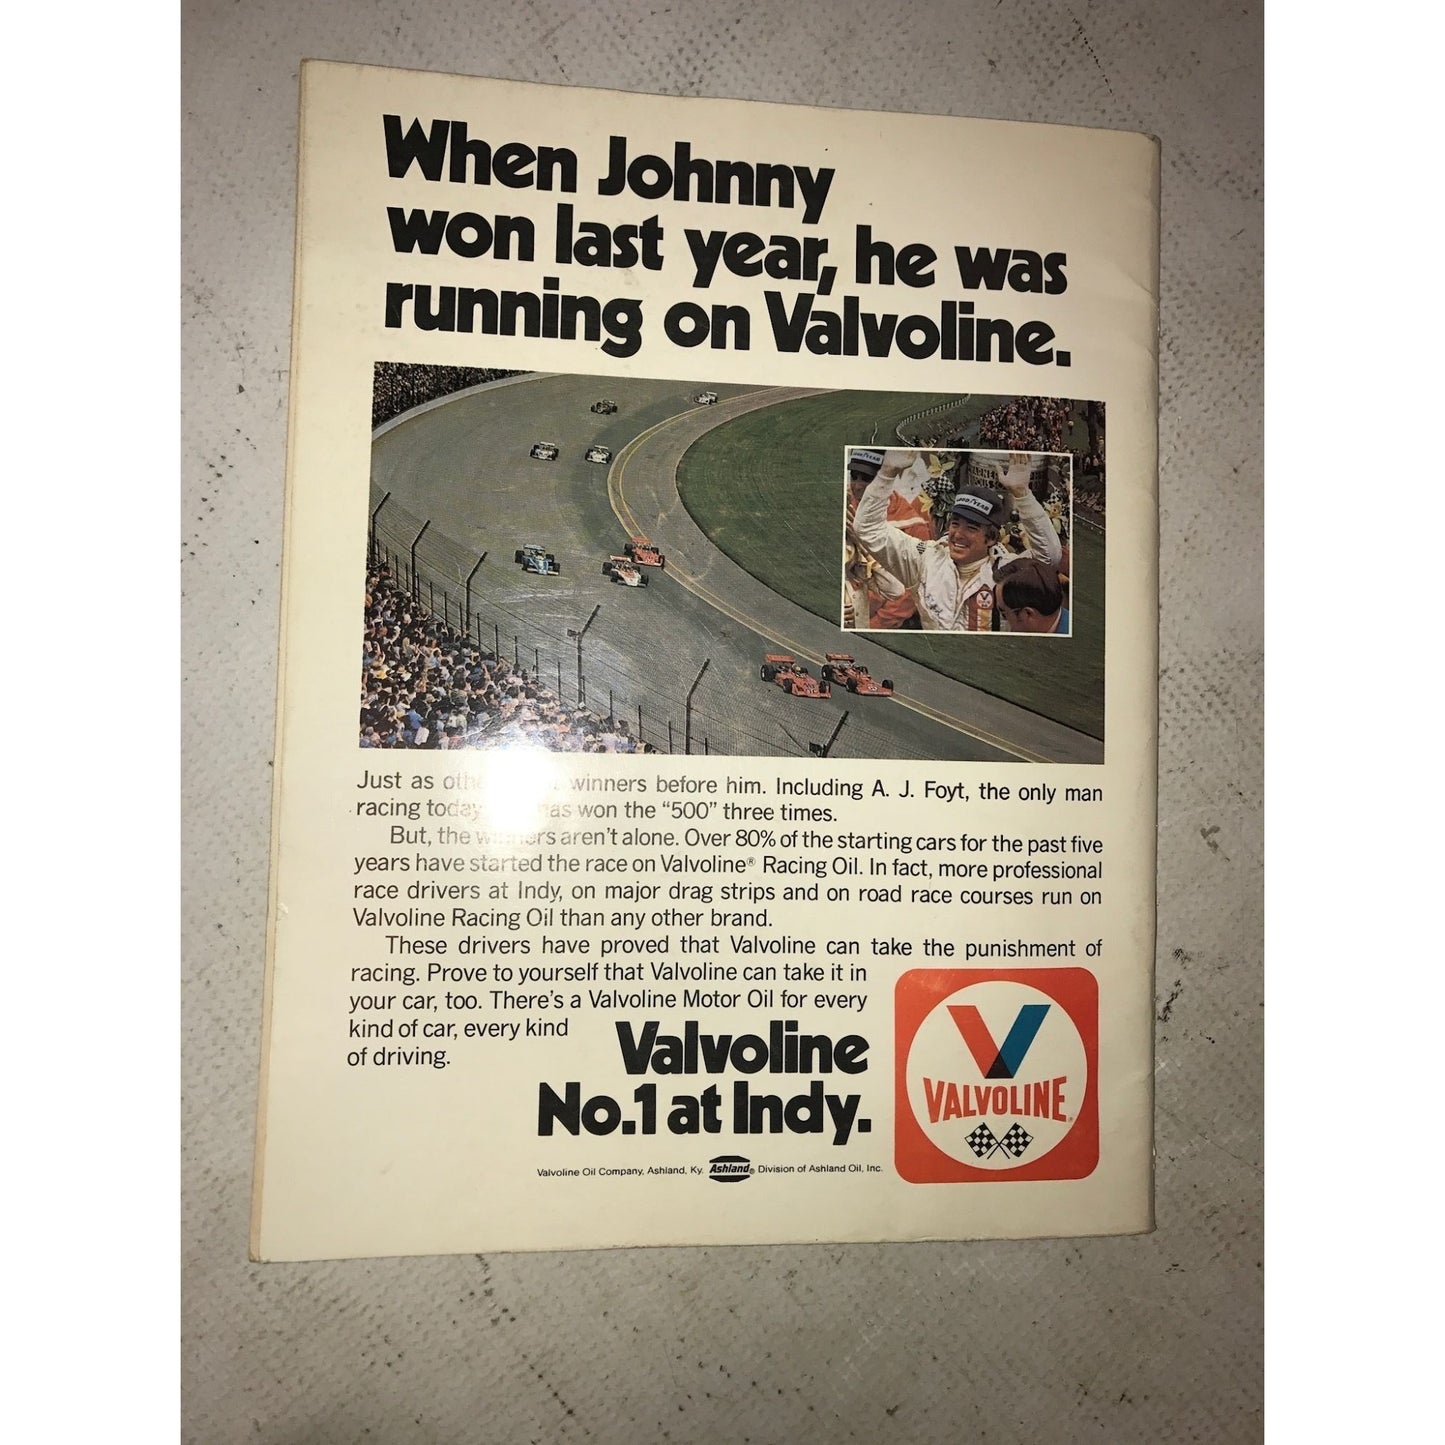 When Johnny
won last year, he was
running on Valvoline.
GOOD YEAR
GOOD YEAR
Just as winners before him. Including A. J. Foyt, the only man
racing today has won the “500” three times.
But, the winners aren't alone. Over 80% of the starting cars for the past five
years have started the race on Valvoline® Racing Oil. In fact, more professional
race drivers at Indy, on major drag strips and on road race courses run on
Valvoline Racing Oil than any other brand.
These drivers have proved that Valvoline can take the punishment of
racing. Prove to yourself that Valvoline can take it in
your car, too. There's a Valvoline Motor Oil for every
kind of car, every kind
of driving.
Valvoline
No.1 at Indy.
V
VALVOLINE®
Valvoline Oil Company, Ashland, Ky. Ashland® Division of Ashland Oil, Inc.